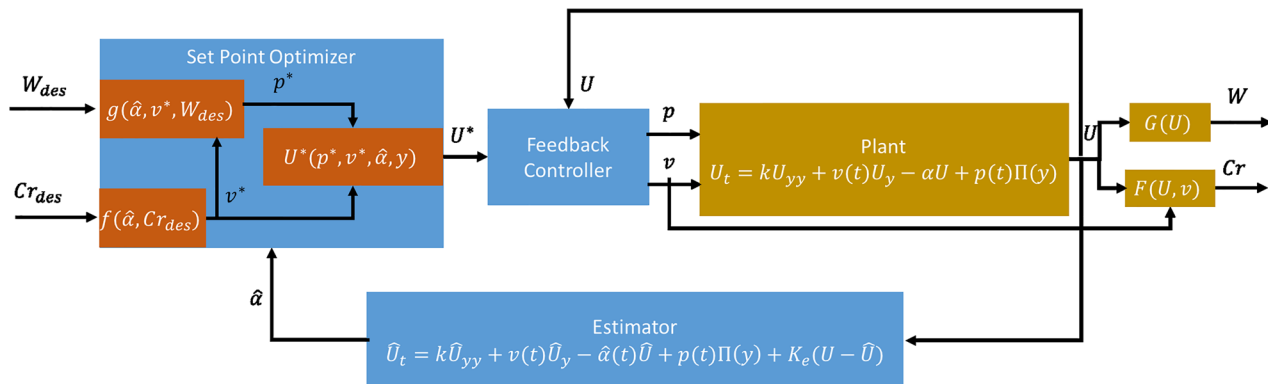 Set Point Optimizer
W_des
g(α̂, v*, W_des)
p*
U*(p*, v*, α̂, y)
U*
Cr_des
f(α̂, Cr_des)
v*
U
Feedback
Controller
p
v
Plant
U_t = kU_yy + v(t)U_y − αU + p(t)Π(y)
U
G(U)
W
F(U, v)
Cr
α̂
Estimator
Û_t = kÛ_yy + v(t)Û_y − α̂(t)Û + p(t)Π(y) + K_e(U − Û)